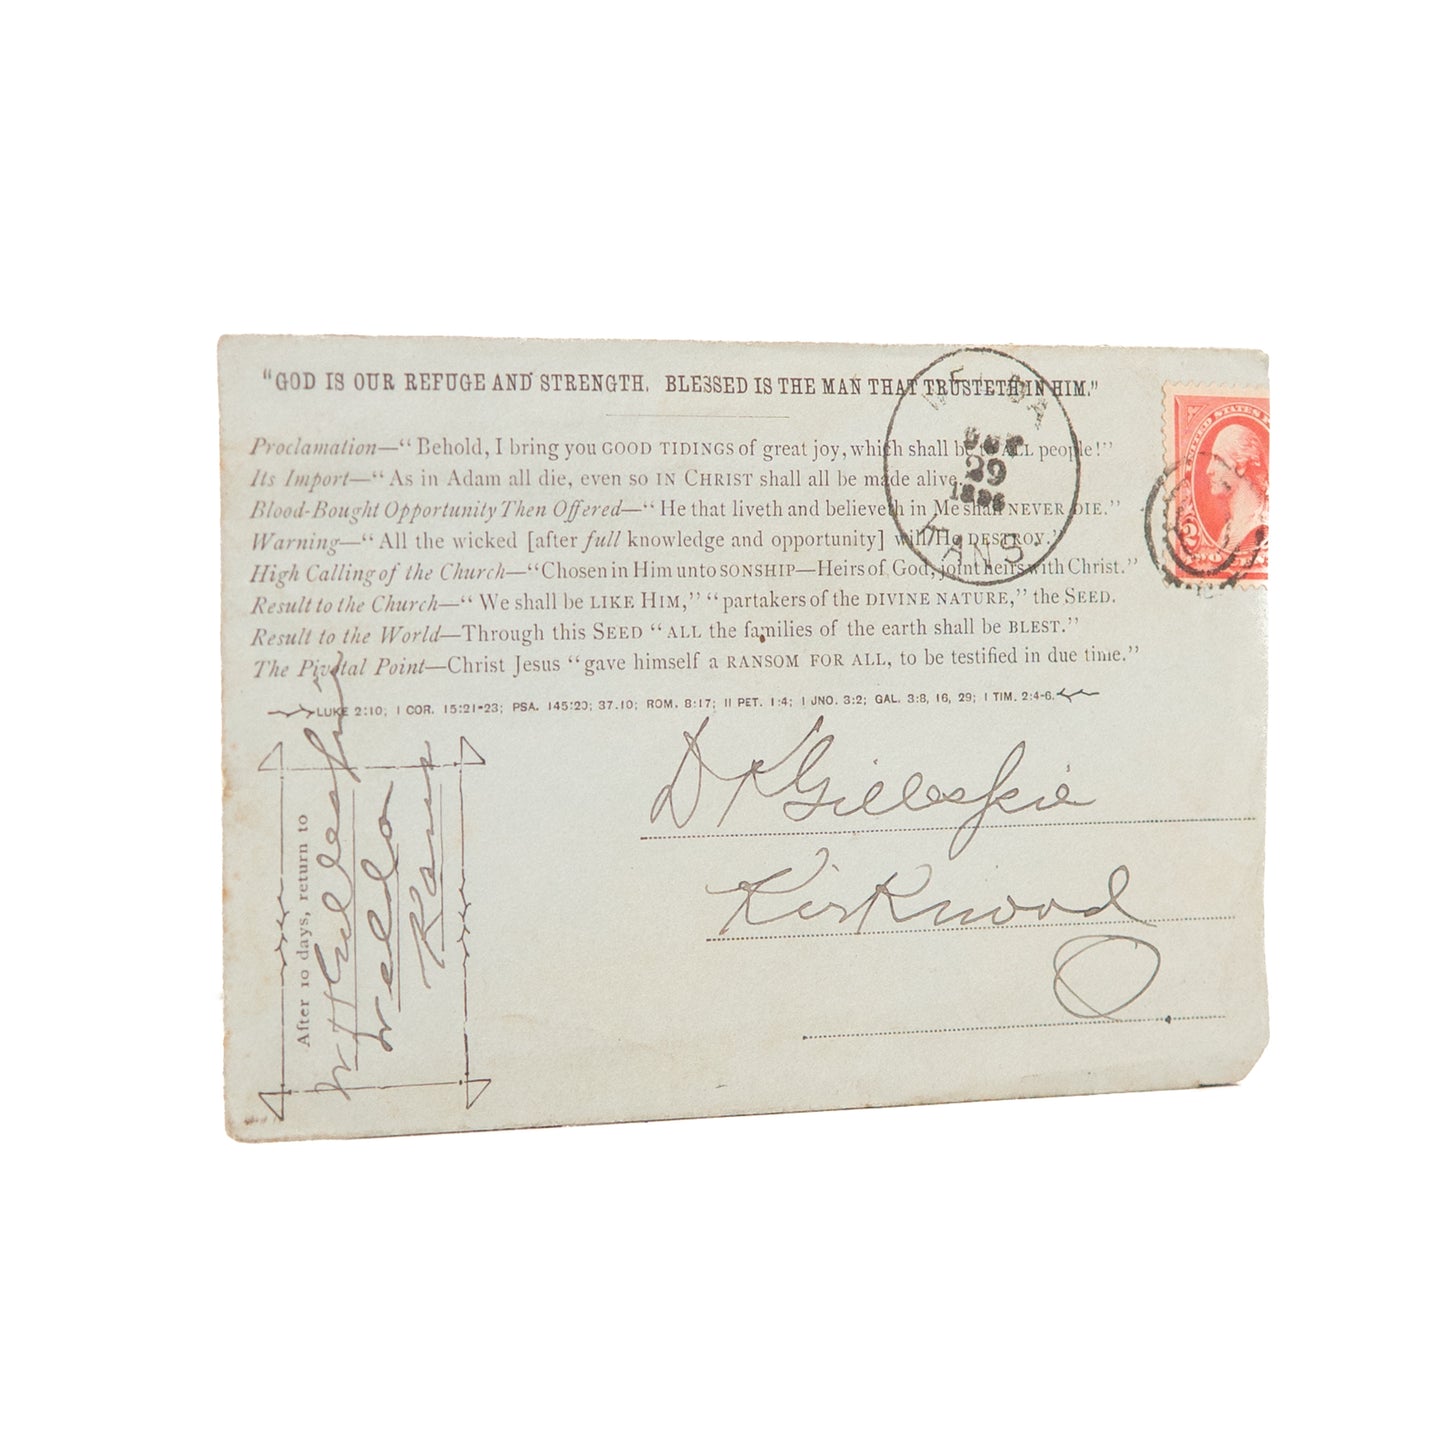 "GOD IS OUR REFUGE AND STRENGTH. BLESSED IS THE MAN THAT TRUSTETH IN HIM."
Proclamation—"Behold, I bring you GOOD TIDINGS of great joy, which shall be to ALL people!"
Its Import—"As in Adam all die, even so IN CHRIST shall all be made alive.
Blood-Bought Opportunity Then Offered—"He that liveth and believeth in Me shall NEVER DIE."
Warning—"All the wicked [after full knowledge and opportunity] will He DESTROY."
High Calling of the Church—"Chosen in Him unto SONSHIP—Heirs of God, joint heirs with Christ."
Result to the Church—"We shall be LIKE HIM," "partakers of the DIVINE NATURE," the SEED.
Result to the World—Through this SEED "ALL the families of the earth shall be BLEST."
The Pivotal Point—Christ Jesus "gave himself a RANSOM FOR ALL, to be testified in due time."
LUKE 2:10; I COR. 15:21-23; PSA. 145:20; 37.10; ROM. 8:17; II PET. 1:4; I JNO. 3:2; GAL. 3:8, 16, 29; I TIM. 2:4-6.
29
KANS
UNITED STATES
2
D K Gillespie
Kirkwood
O.
After 10 days, return to
W H Gillespie
Welda
Kans